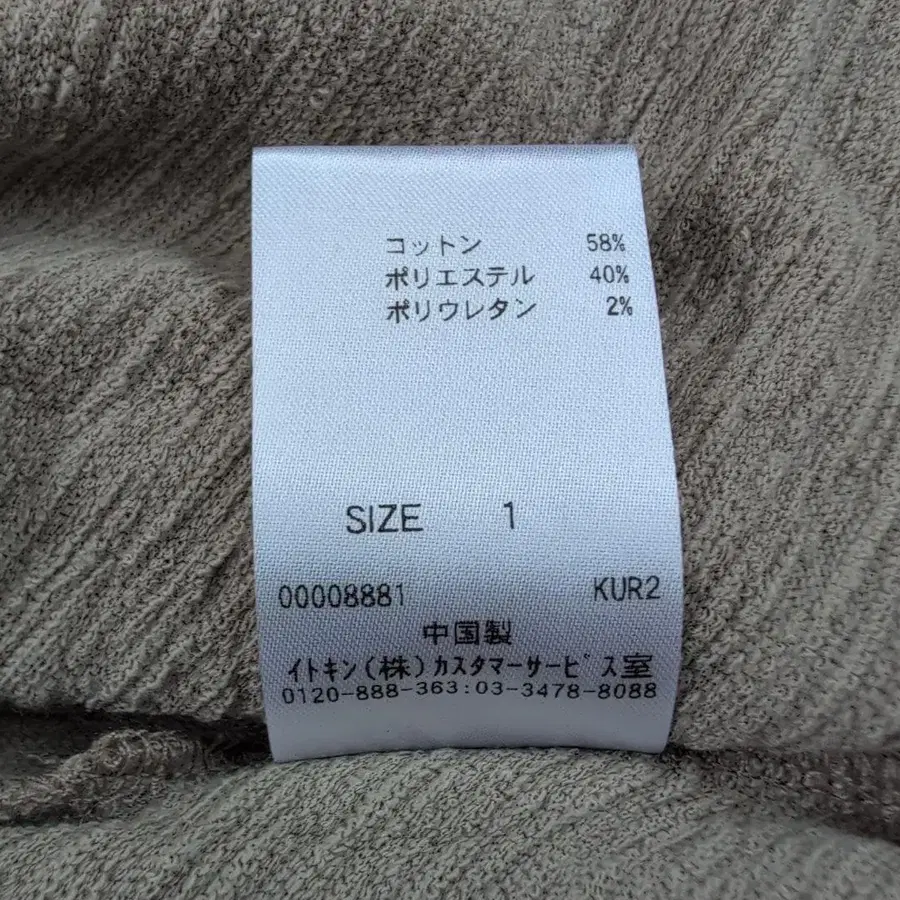 コットン 58%
ポリエステル 40%
ポリウレタン 2%
SIZE 1
00008881 KUR2
中国製
イトキン(株)カスタマーサービス室
0120-888-363:03-3478-8088